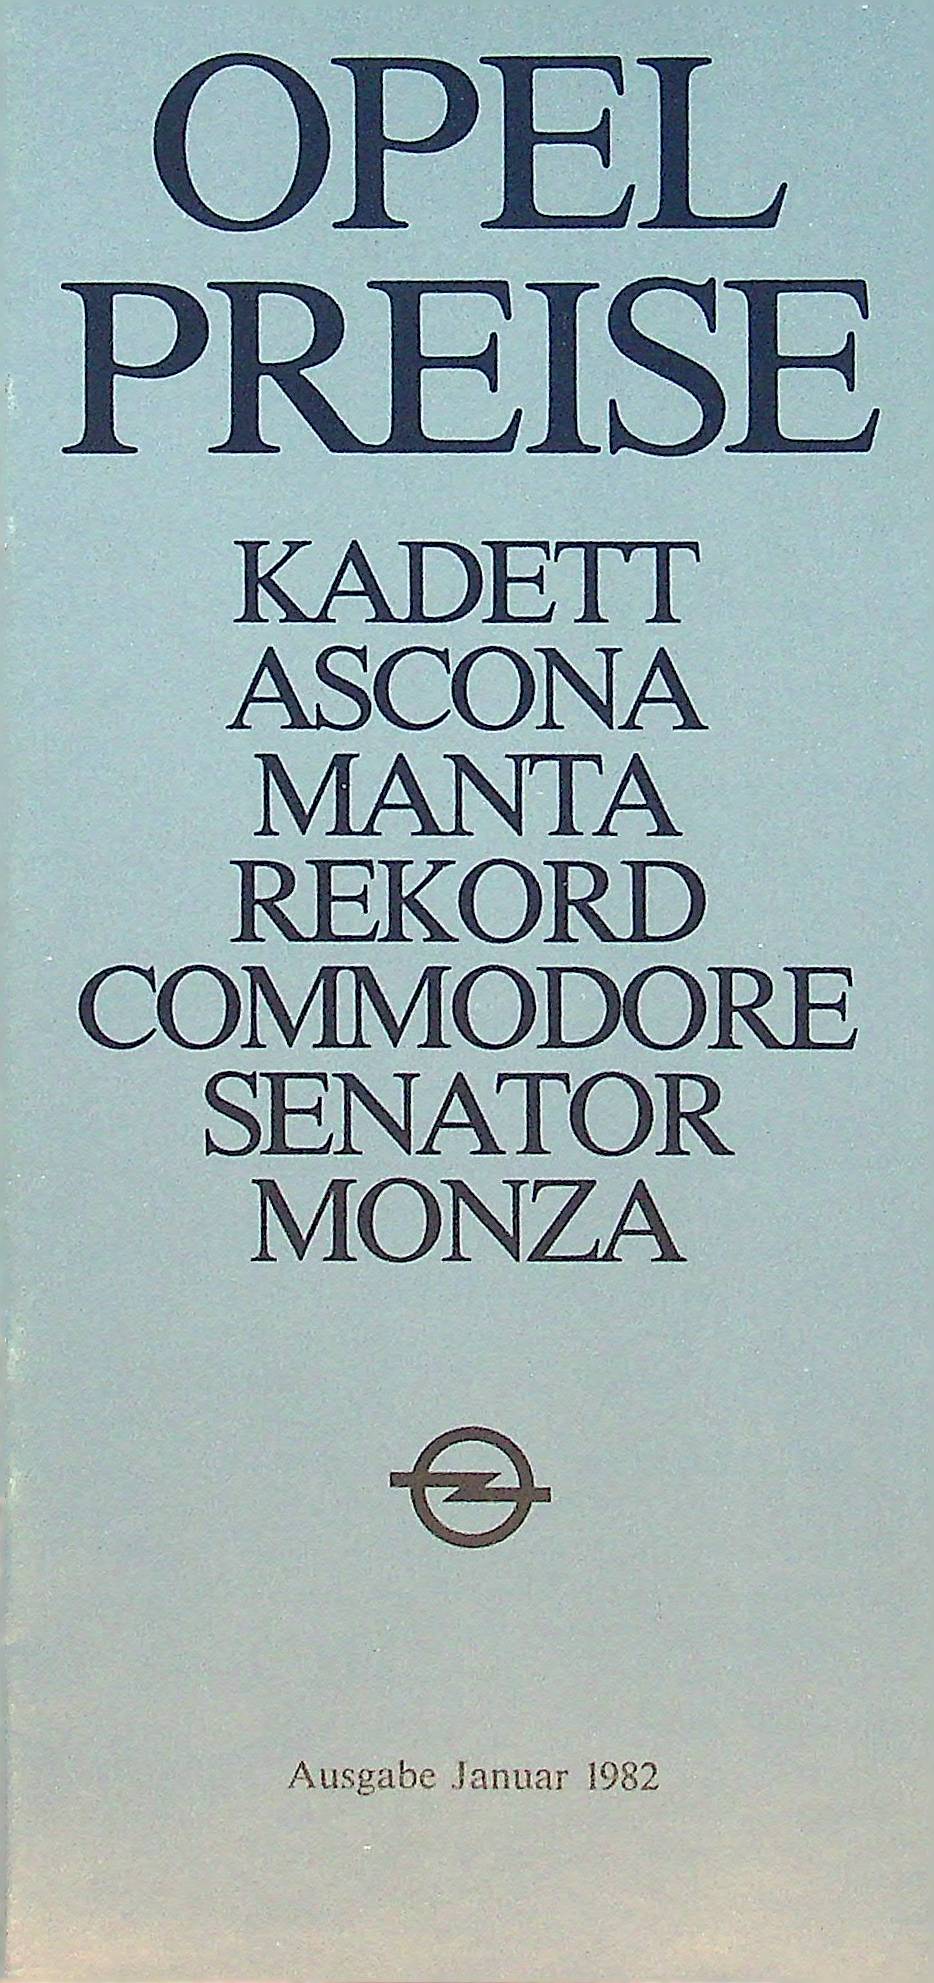 OPEL
PREISE
KADETT
ASCONA
MANTA
REKORD
COMMODORE
SENATOR
MONZA
Ausgabe Januar 1982